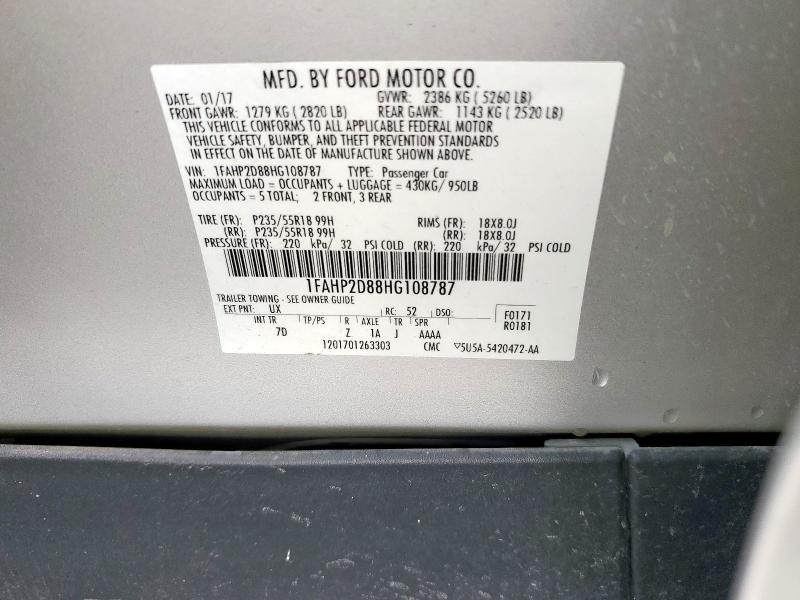 MFD. BY FORD MOTOR CO.
DATE: 01/17 GVWR: 2386 KG ( 5260 LB)
FRONT GAWR: 1279 KG ( 2820 LB) REAR GAWR: 1143 KG ( 2520 LB)
THIS VEHICLE CONFORMS TO ALL APPLICABLE FEDERAL MOTOR
VEHICLE SAFETY, BUMPER, AND THEFT PREVENTION STANDARDS
IN EFFECT ON THE DATE OF MANUFACTURE SHOWN ABOVE.
VIN: 1FAHP2D88HG108787 TYPE: Passenger Car
MAXIMUM LOAD = OCCUPANTS + LUGGAGE = 430KG/ 950LB
OCCUPANTS = 5 TOTAL; 2 FRONT, 3 REAR
TIRE (FR): P235/55R18 99H RIMS (FR): 18X8.0J
(RR): P235/55R18 99H (RR): 18X8.0J
PRESSURE (FR): 220 kPa/ 32 PSI COLD (RR): 220 kPa/ 32 PSI COLD
1FAHP2D88HG108787
TRAILER TOWING - SEE OWNER GUIDE
EXT PNT: UX RC: 52 DSO: F0171
INT TR TP/PS R AXLE TR SPR R0181
7D Z 1A J AAAA
1201701263303 CMC ▽5U5A-5420472-AA